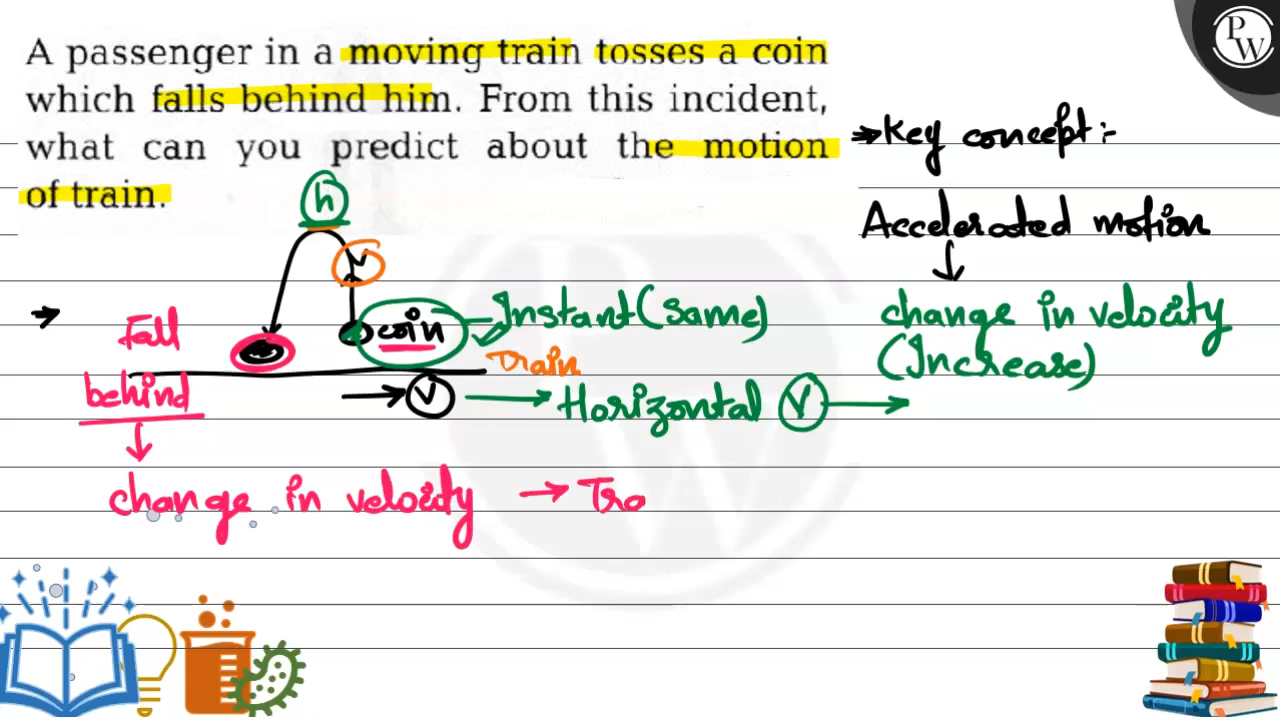 A passenger in a moving train tosses a coin
which falls behind him. From this incident,
what can you predict about the motion
of train.
PW
→ Key concept :-
Accelerated motion
↓
change in velocity
(Increase)
h
→
Fall
behind
↓
coin
Instant (same)
Train
→ V → Horizontal V →
change in velocity → Tra